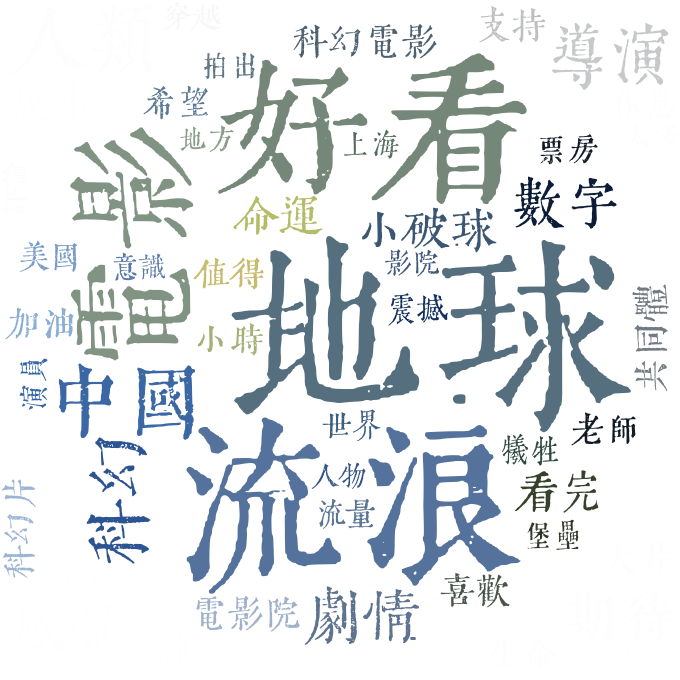 人類
穿越
支持
導演
科幻電影
拍出
希望
好看
地方
上海
票房
電影
命運
數字
小破球
美國
意識
值得
影院
地球
震撼
共同體
加油
小時
演員
中國
世界
老師
科幻
流浪
犧牲
人物
看完
科幻片
流量
堡壘
喜歡
電影院
劇情
期待
生命